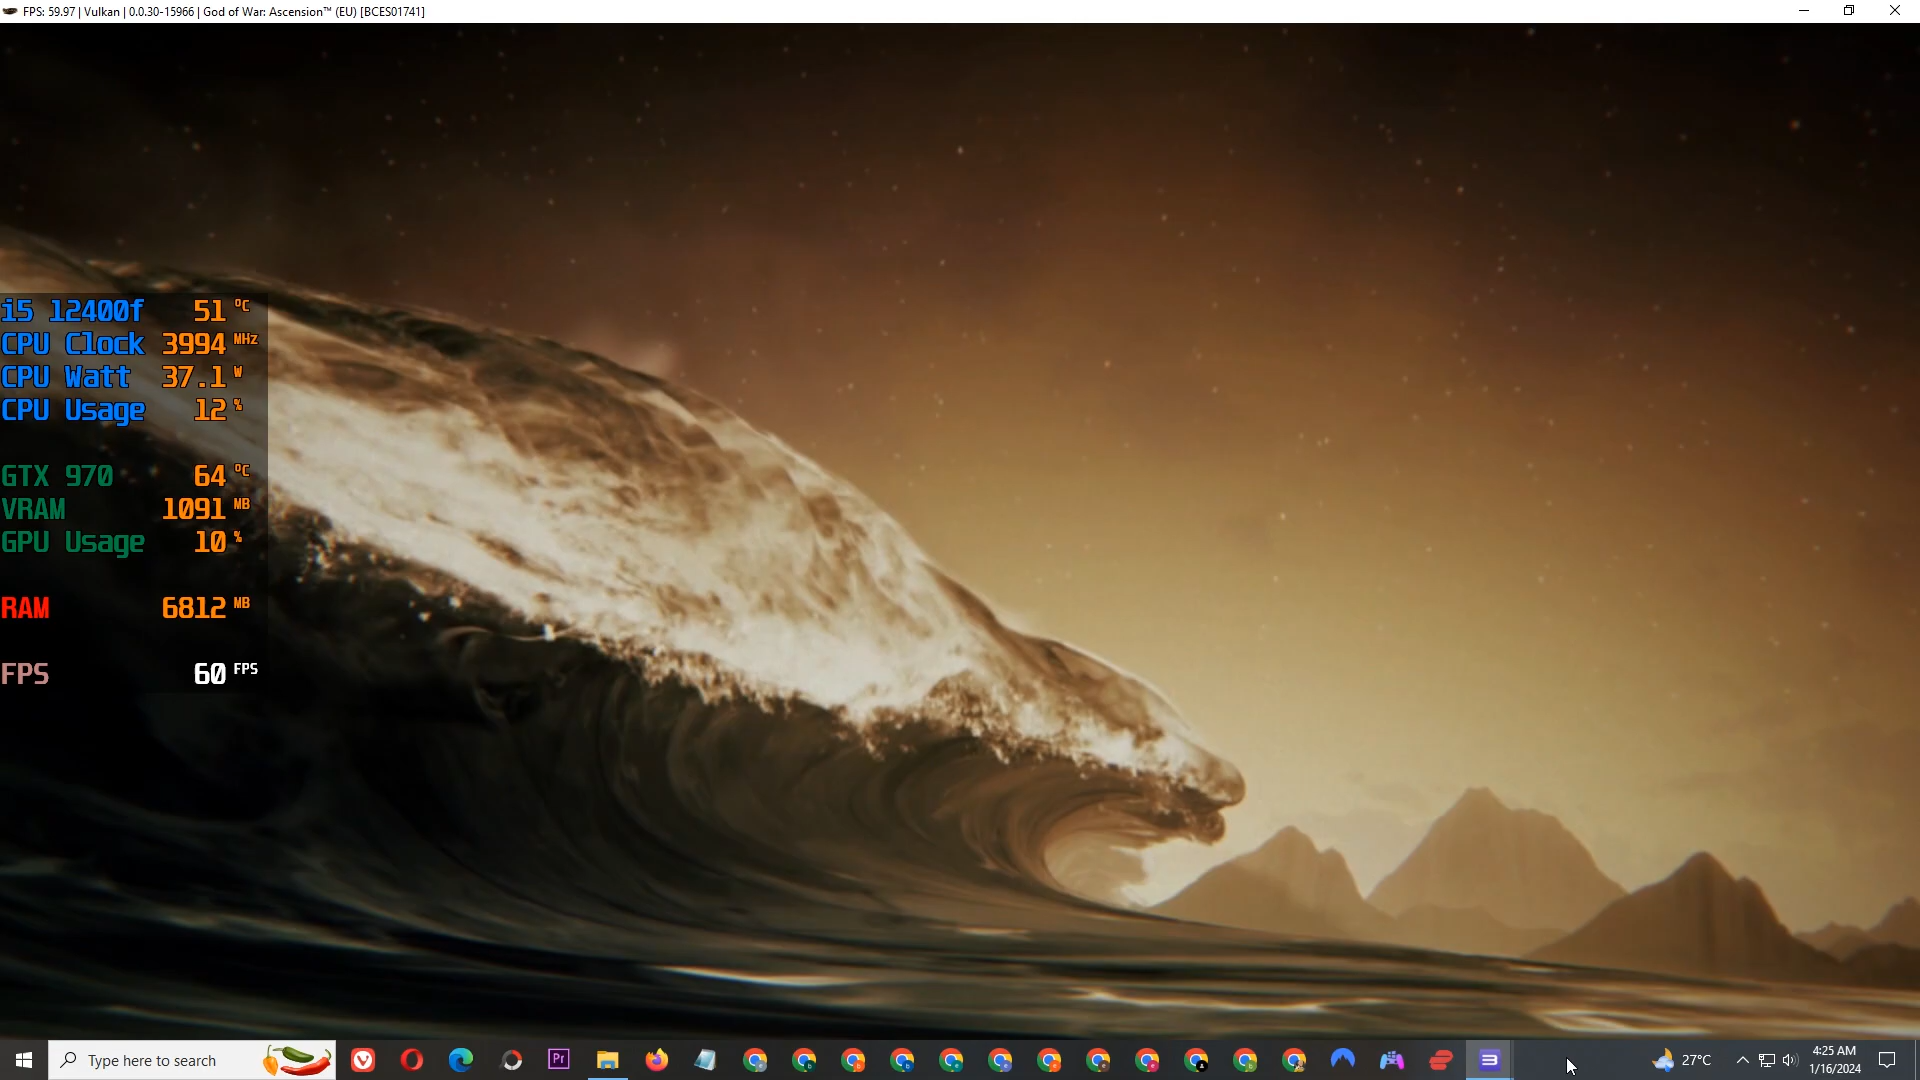 FPS: 59.97 | Vulkan | 0.0.30-15966 | God of War: Ascension™ (EU) [BCES01741]
i5 12400f 51 °C
CPU Clock 3994 MHz
CPU Watt 37.1 W
CPU Usage 12 %
GTX 970 64 °C
VRAM 1091 MB
GPU Usage 10 %
RAM 6812 MB
FPS 60 FPS
Type here to search
Pr
27°C
4:25 AM
1/16/2024